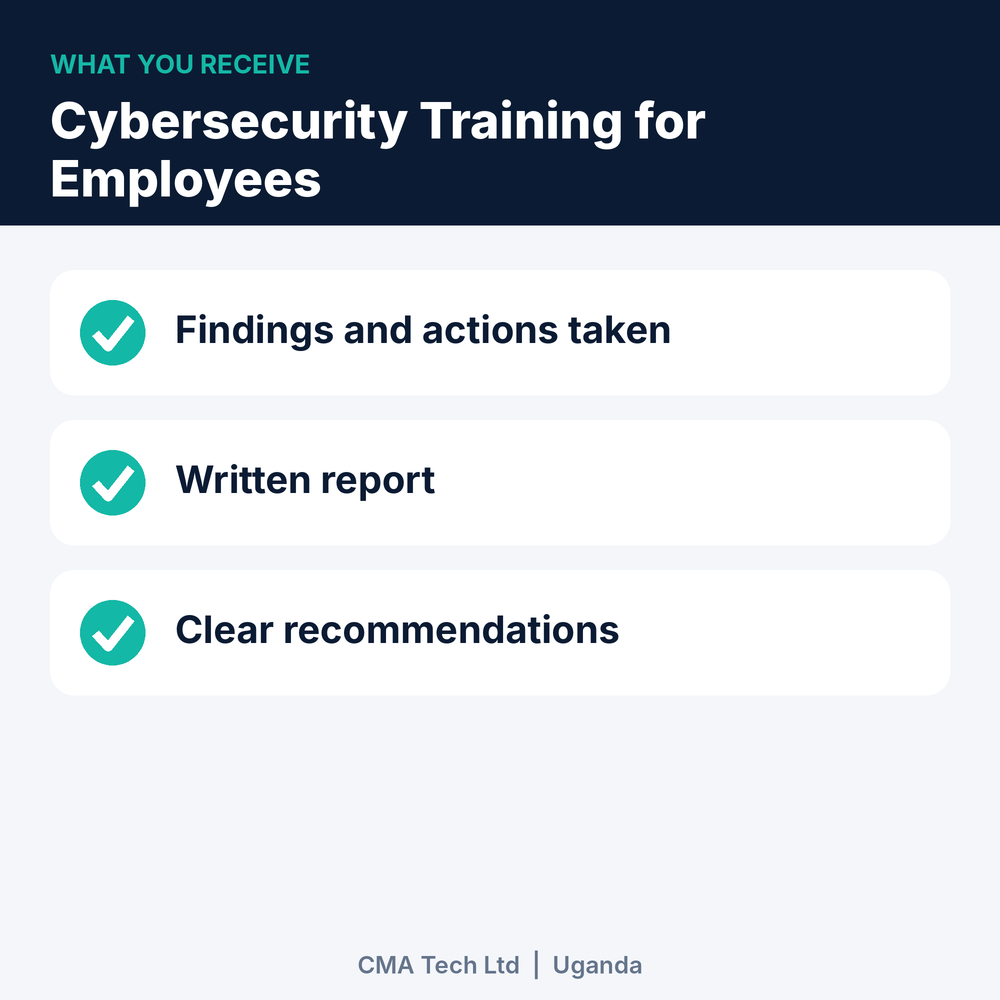 WHAT YOU RECEIVE
Cybersecurity Training for
Employees
Findings and actions taken
Written report
Clear recommendations
CMA Tech Ltd | Uganda